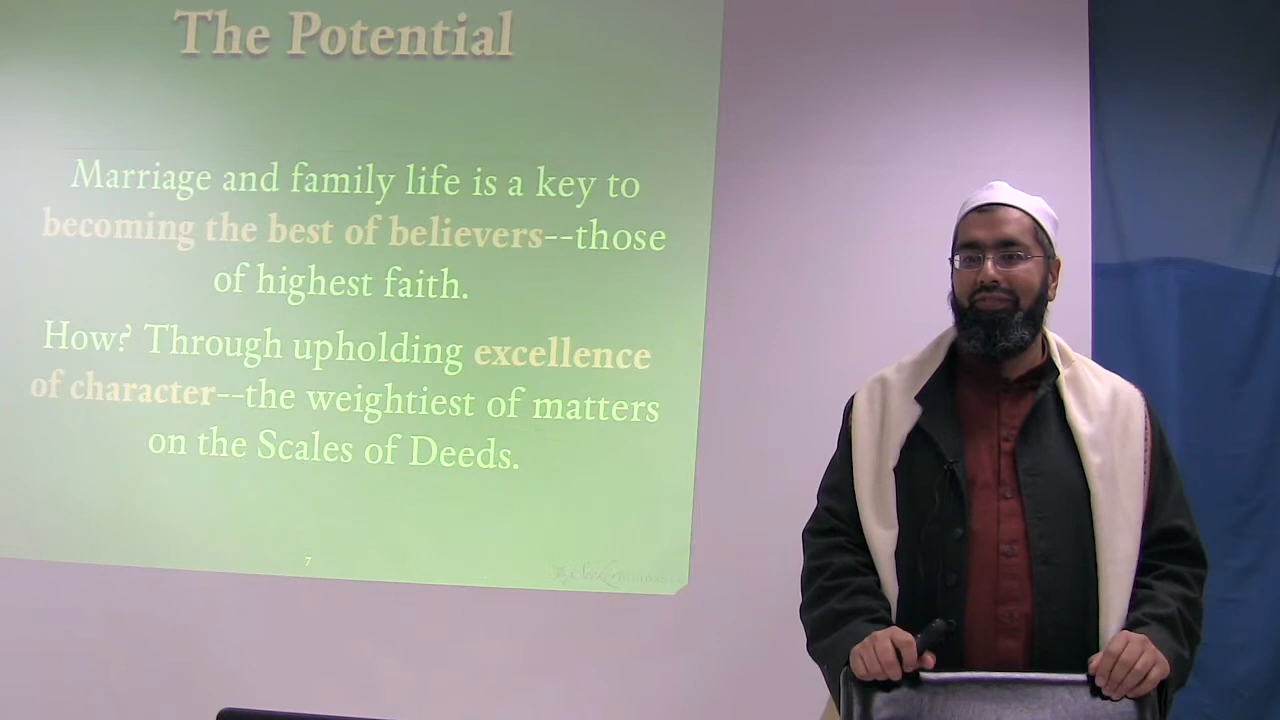 The Potential
Marriage and family life is a key to
becoming the best of believers--those
of highest faith.
How? Through upholding excellence
of character--the weightiest of matters
on the Scales of Deeds.
7